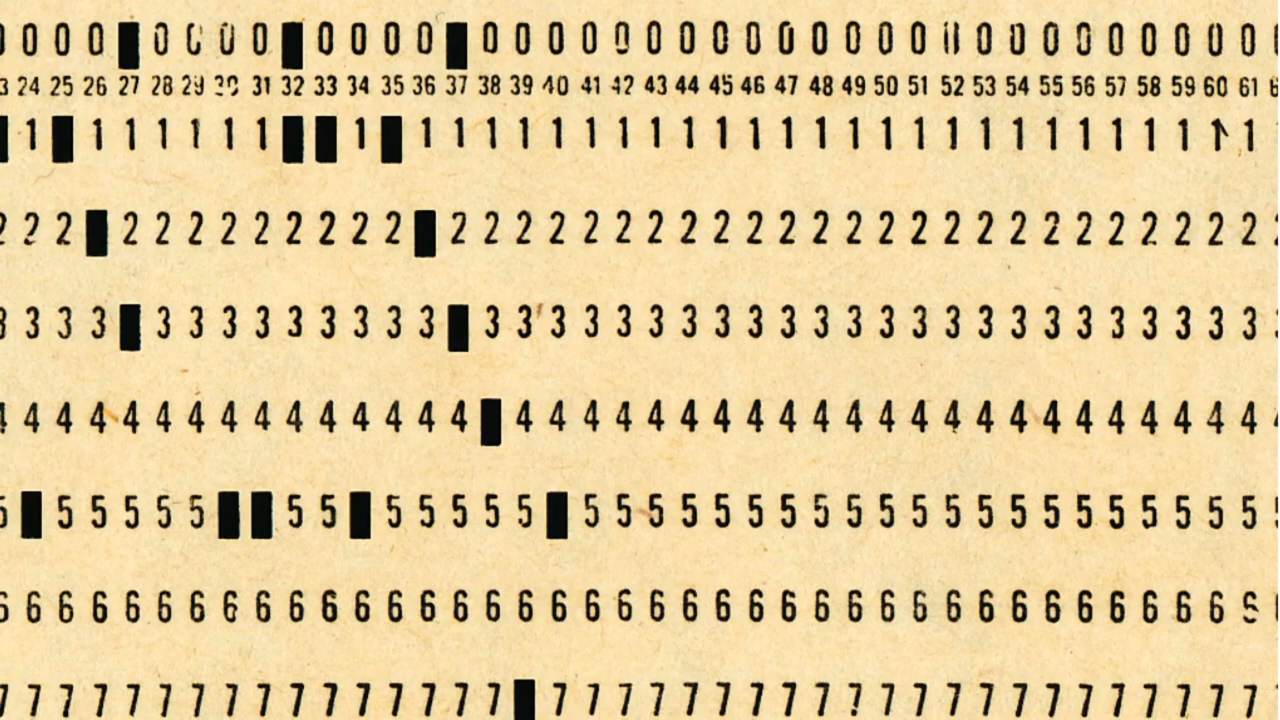 0 0 0 0 0 0 0 0 0 0 0 0 0 0 0 0 0 0 0 0 0 0 0 0 0 0 0 0 0 0 0 0 0 0 0 0
3 24 25 26 27 28 29 30 31 32 33 34 35 36 37 38 39 40 41 42 43 44 45 46 47 48 49 50 51 52 53 54 55 56 57 58 59 60 61 6
1 1 1 1 1 1 1 1 1 1 1 1 1 1 1 1 1 1 1 1 1 1 1 1 1 1 1 1 1 1 1 1 1 1
2 2 2 2 2 2 2 2 2 2 2 2 2 2 2 2 2 2 2 2 2 2 2 2 2 2 2 2 2 2 2 2 2 2 2 2 2
3 3 3 3 3 3 3 3 3 3 3 3 3 3 3 3 3 3 3 3 3 3 3 3 3 3 3 3 3 3 3 3 3 3 3 3 3
4 4 4 4 4 4 4 4 4 4 4 4 4 4 4 4 4 4 4 4 4 4 4 4 4 4 4 4 4 4 4 4 4 4 4 4 4 4
5 5 5 5 5 5 5 5 5 5 5 5 5 5 5 5 5 5 5 5 5 5 5 5 5 5 5 5 5 5 5 5 5 5
6 6 6 6 6 6 6 6 6 6 6 6 6 6 6 6 6 6 6 6 6 6 6 6 6 6 6 6 6 6 6 6 6 6 6 6 6 6 6
7 7 7 7 7 7 7 7 7 7 7 7 7 7 7 7 7 7 7 7 7 7 7 7 7 7 7 7 7 7 7 7 7 7 7 7 7 7